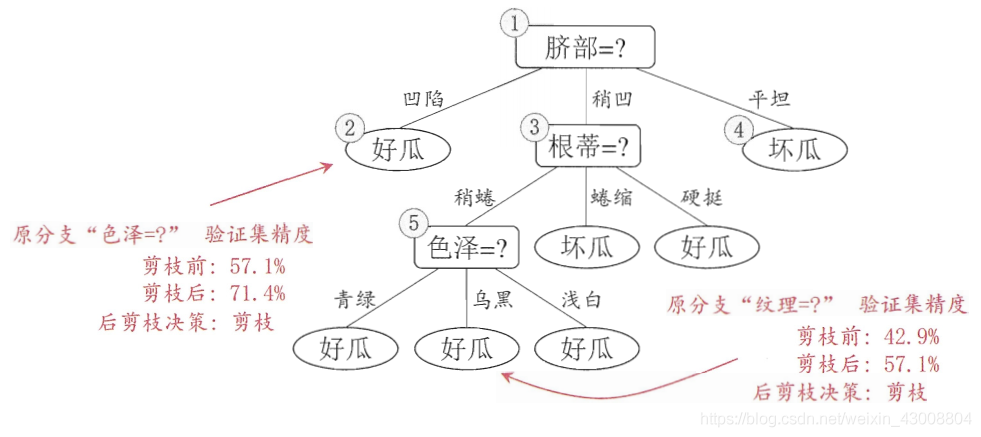 ①
脐部=?
凹陷 稍凹 平坦
② ③ ④
好瓜 根蒂=? 坏瓜
稍蜷 蜷缩 硬挺
⑤
原分支“色泽=?” 验证集精度
剪枝前: 57.1%
剪枝后: 71.4%
后剪枝决策: 剪枝
色泽=? 坏瓜 好瓜
青绿 乌黑 浅白
好瓜 好瓜 好瓜
原分支“纹理=?” 验证集精度
剪枝前: 42.9%
剪枝后: 57.1%
后剪枝决策: 剪枝
https://blog.csdn.net/weixin_43008804